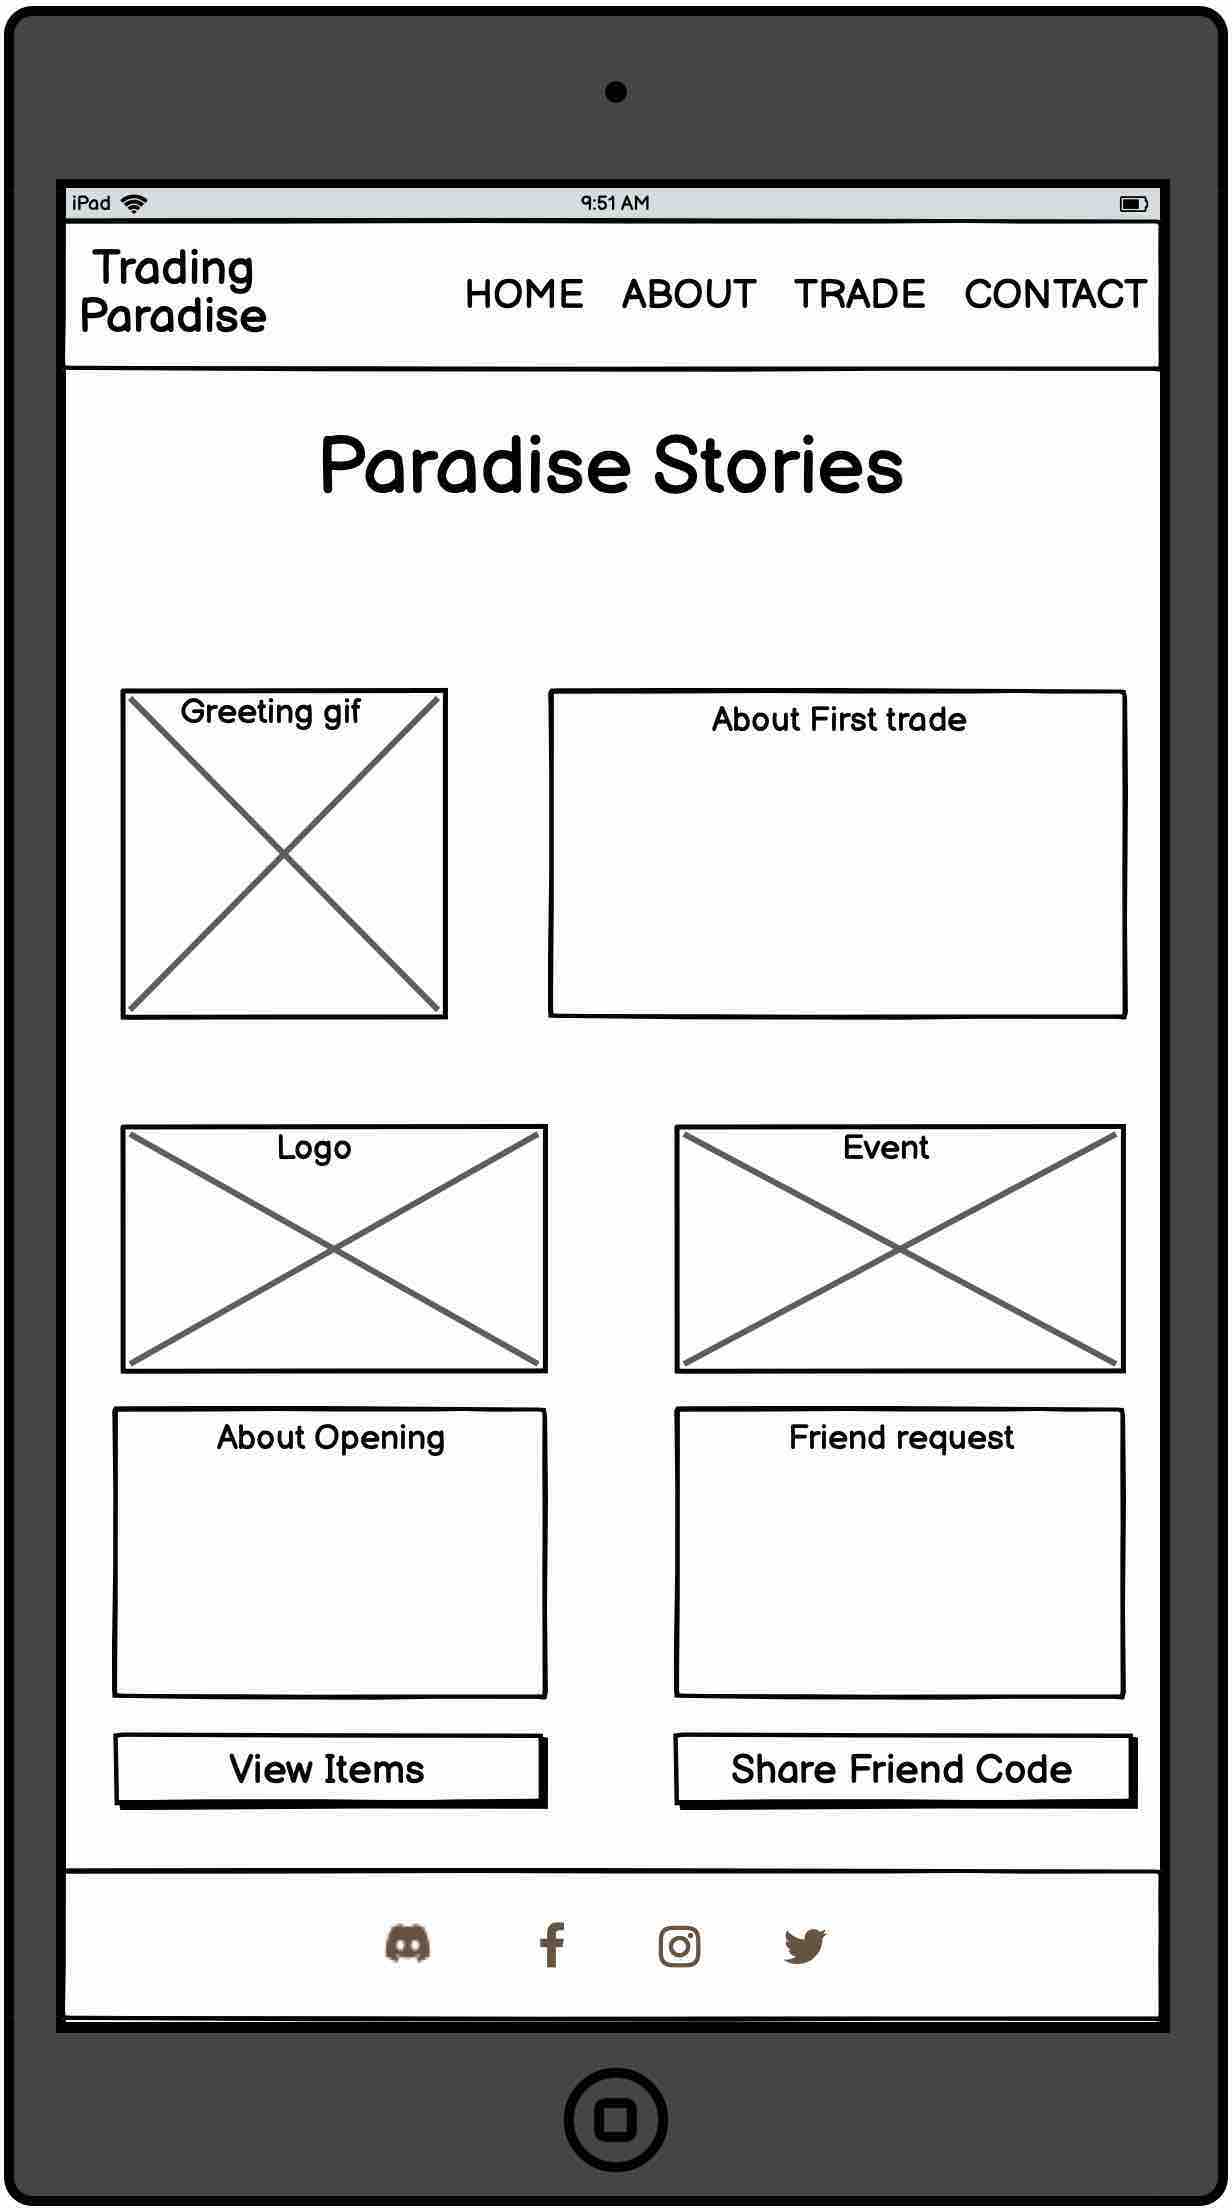 iPad
9:51 AM
Trading
Paradise
HOME ABOUT TRADE CONTACT
Paradise Stories
Greeting gif
About First trade
Logo
Event
About Opening
Friend request
View Items
Share Friend Code